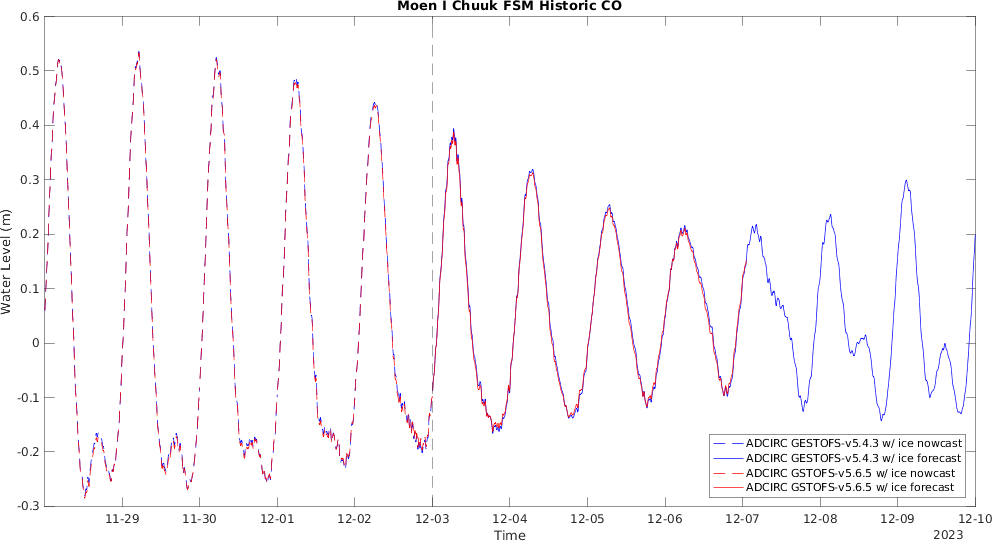 Moen I Chuuk FSM Historic CO
0.6
0.5
0.4
0.3
0.2
0.1
0
-0.1
-0.2
-0.3
Water Level (m)
ADCIRC GESTOFS-v5.4.3 w/ ice nowcast
ADCIRC GESTOFS-v5.4.3 w/ ice forecast
ADCIRC GSTOFS-v5.6.5 w/ ice nowcast
ADCIRC GSTOFS-v5.6.5 w/ ice forecast
11-29 11-30 12-01 12-02 12-03 12-04 12-05 12-06 12-07 12-08 12-09 12-10
Time
2023